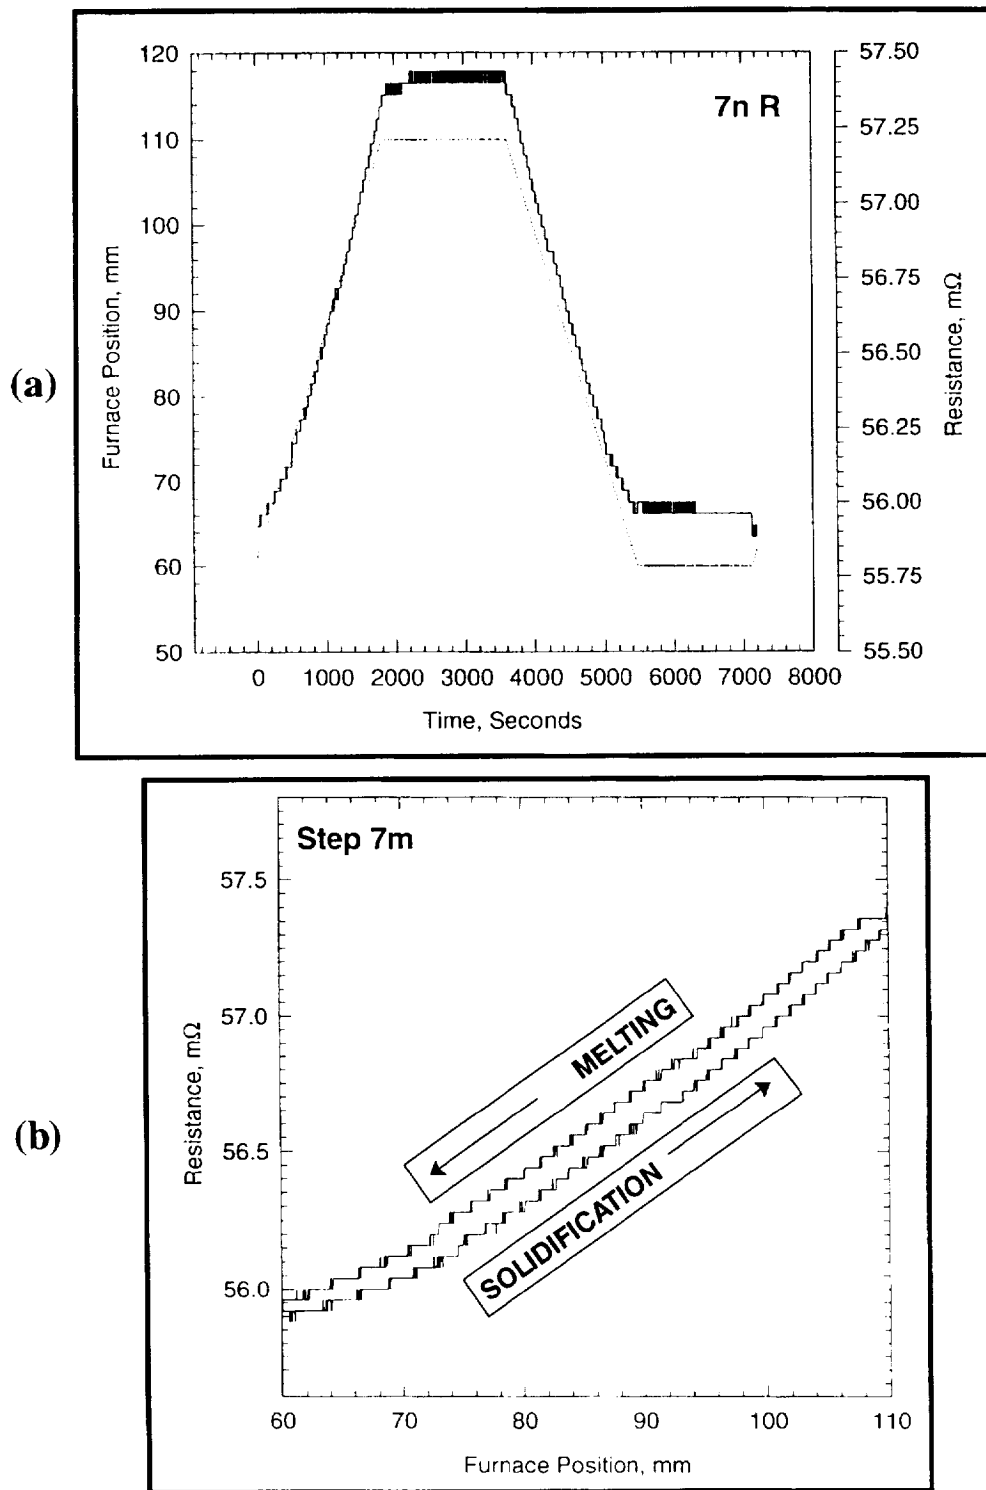 (a)
7n R
Furnace Position, mm
120
110
100
90
80
70
60
50
57.50
57.25
57.00
56.75
56.50
56.25
56.00
55.75
55.50
Resistance, mΩ
0 1000 2000 3000 4000 5000 6000 7000 8000
Time, Seconds
(b)
Step 7m
Resistance, mΩ
57.5
57.0
56.5
56.0
MELTING
SOLIDIFICATION
60 70 80 90 100 110
Furnace Position, mm